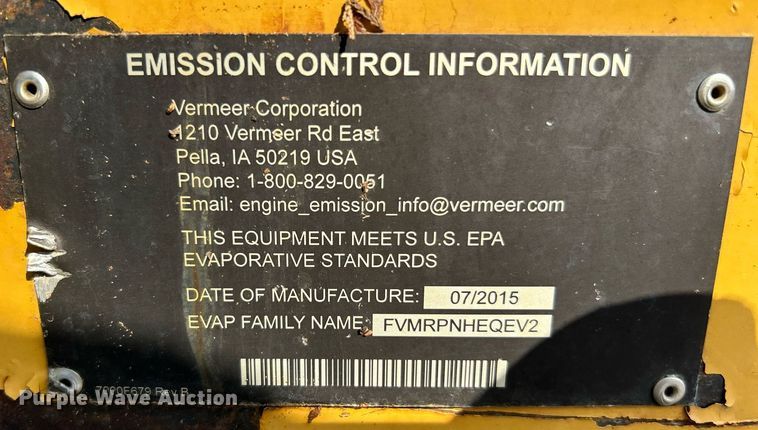 EMISSION CONTROL INFORMATION
Vermeer Corporation
1210 Vermeer Rd East
Pella, IA 50219 USA
Phone: 1-800-829-0051
Email: engine_emission_info@vermeer.com
THIS EQUIPMENT MEETS U.S. EPA
EVAPORATIVE STANDARDS
DATE OF MANUFACTURE: 07/2015
EVAP FAMILY NAME: FVMRPNHEQEV2
Rev B
Purple Wave Auction